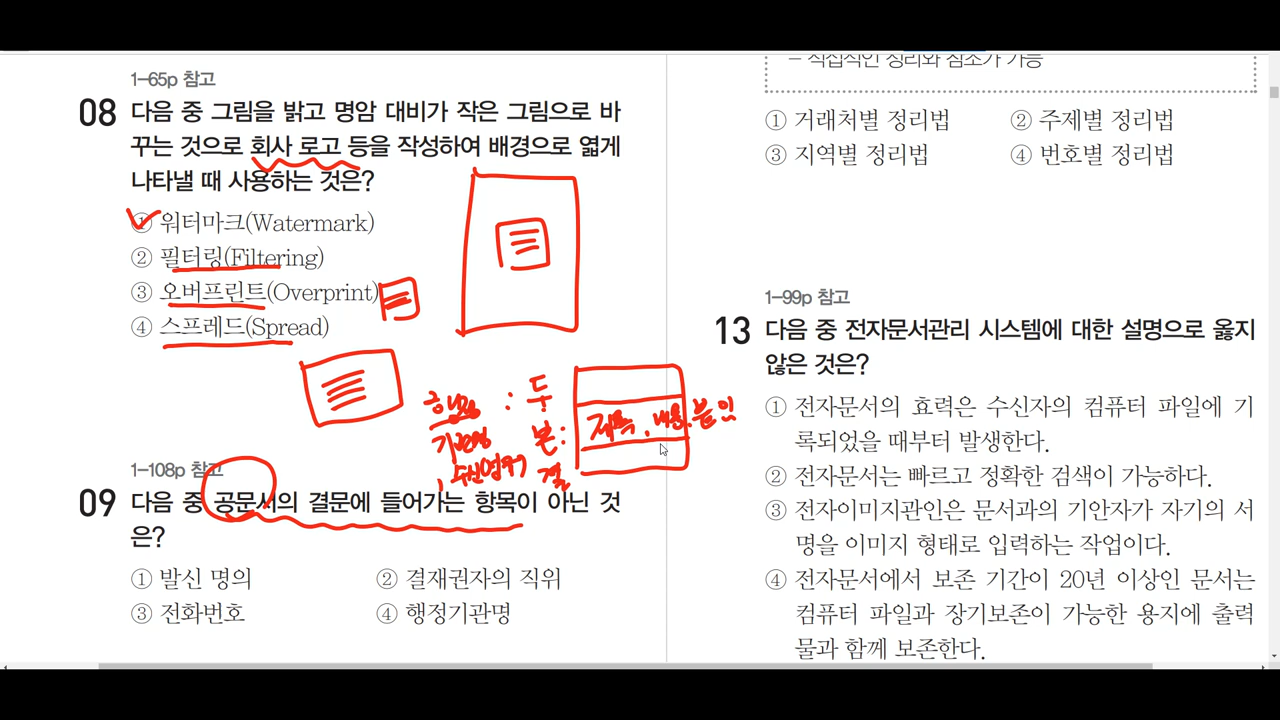 1-65p 참고
08 다음 중 그림을 밝고 명암 대비가 작은 그림으로 바
꾸는 것으로 회사 로고 등을 작성하여 배경으로 엷게
나타낼 때 사용하는 것은?
① 워터마크(Watermark)
② 필터링(Filtering)
③ 오버프린트(Overprint)
④ 스프레드(Spread)
행정 : 두
기관명 본: 제목, 내용, 붙임
, 수신 결
1-108p 참고
09 다음 중 공문서의 결문에 들어가는 항목이 아닌 것
은?
① 발신 명의 ② 결재권자의 직위
③ 전화번호 ④ 행정기관명
– 직접적인 정리와 참조가 가능
① 거래처별 정리법 ② 주제별 정리법
③ 지역별 정리법 ④ 번호별 정리법
1-99p 참고
13 다음 중 전자문서관리 시스템에 대한 설명으로 옳지
않은 것은?
① 전자문서의 효력은 수신자의 컴퓨터 파일에 기
록되었을 때부터 발생한다.
② 전자문서는 빠르고 정확한 검색이 가능하다.
③ 전자이미지관인은 문서과의 기안자가 자기의 서
명을 이미지 형태로 입력하는 작업이다.
④ 전자문서에서 보존 기간이 20년 이상인 문서는
컴퓨터 파일과 장기보존이 가능한 용지에 출력
물과 함께 보존한다.